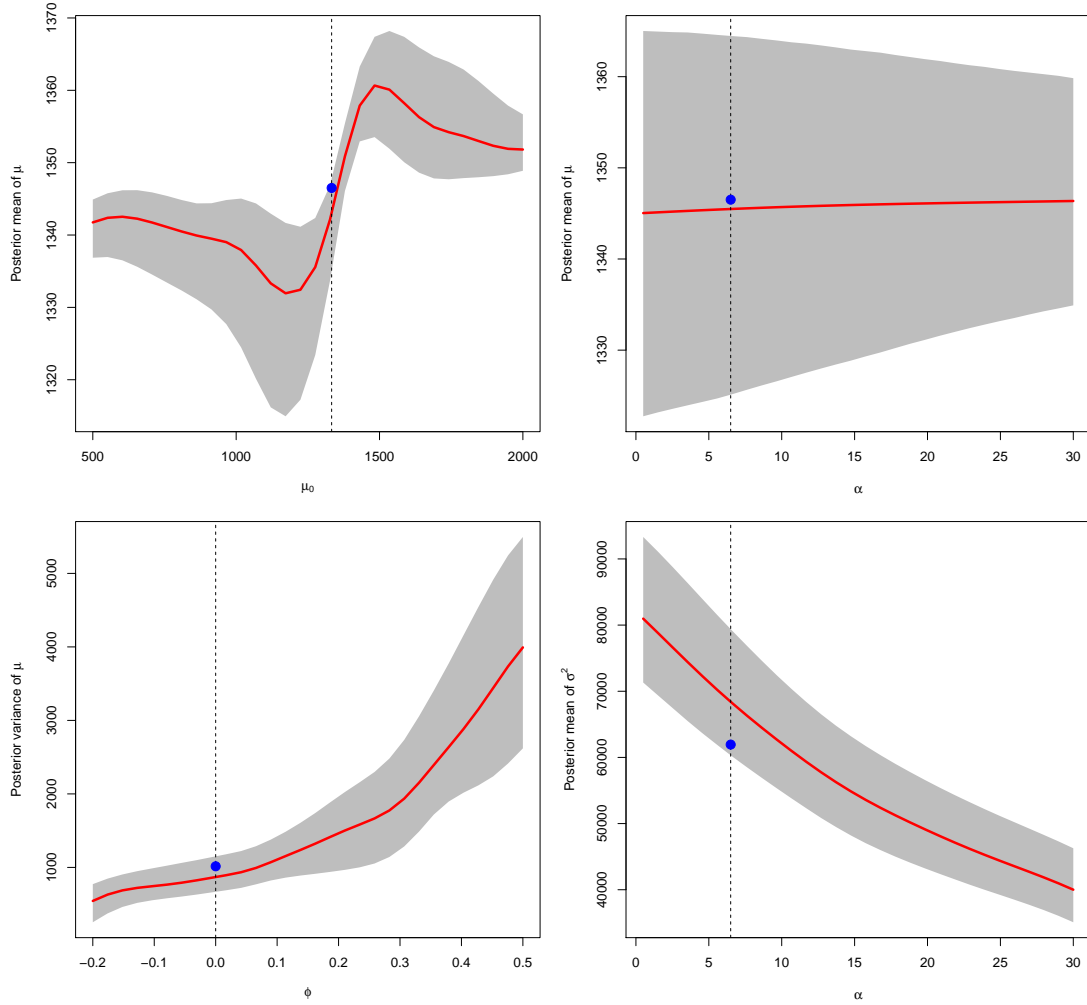 Posterior mean of μ
1320 1330 1340 1350 1360 1370
500 1000 1500 2000
μ₀
Posterior mean of μ
1330 1340 1350 1360
0 5 10 15 20 25 30
α
Posterior variance of μ
1000 2000 3000 4000 5000
−0.2 −0.1 0.0 0.1 0.2 0.3 0.4 0.5
ϕ
Posterior mean of σ²
40000 50000 60000 70000 80000 90000
0 5 10 15 20 25 30
α